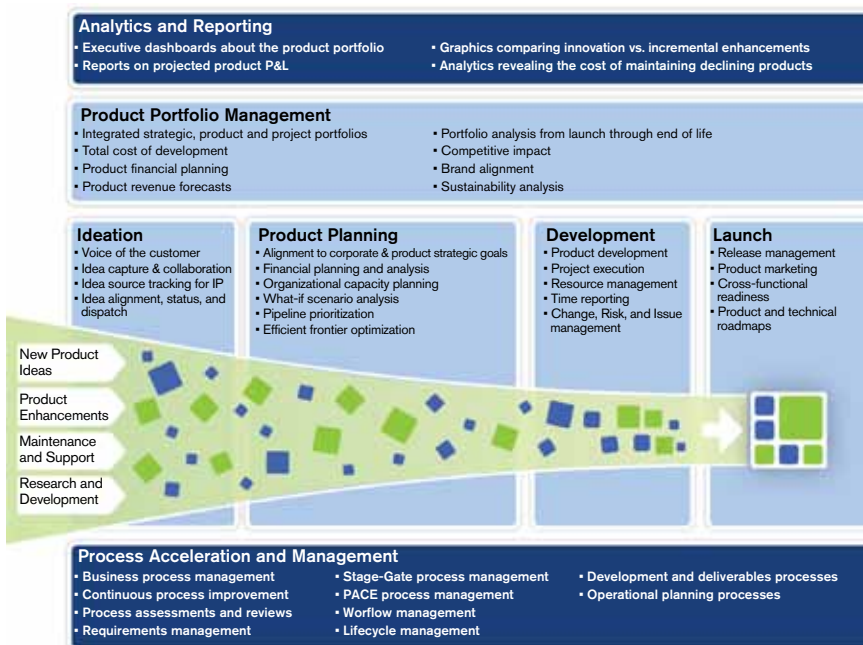 Analytics and Reporting
▪ Executive dashboards about the product portfolio
▪ Reports on projected product P&L
▪ Graphics comparing innovation vs. incremental enhancements
▪ Analytics revealing the cost of maintaining declining products
Product Portfolio Management
▪ Integrated strategic, product and project portfolios
▪ Total cost of development
▪ Product financial planning
▪ Product revenue forecasts
▪ Portfolio analysis from launch through end of life
▪ Competitive impact
▪ Brand alignment
▪ Sustainability analysis
Ideation
▪ Voice of the customer
▪ Idea capture & collaboration
▪ Idea source tracking for IP
▪ Idea alignment, status, and
dispatch
Product Planning
▪ Alignment to corporate & product strategic goals
▪ Financial planning and analysis
▪ Organizational capacity planning
▪ What-if scenario analysis
▪ Pipeline prioritization
▪ Efficient frontier optimization
Development
▪ Product development
▪ Project execution
▪ Resource management
▪ Time reporting
▪ Change, Risk, and Issue
management
Launch
▪ Release management
▪ Product marketing
▪ Cross-functional
readiness
▪ Product and technical
roadmaps
New Product
Ideas
Product
Enhancements
Maintenance
and Support
Research and
Development
Process Acceleration and Management
▪ Business process management
▪ Continuous process improvement
▪ Process assessments and reviews
▪ Requirements management
▪ Stage-Gate process management
▪ PACE process management
▪ Worflow management
▪ Lifecycle management
▪ Development and deliverables processes
▪ Operational planning processes